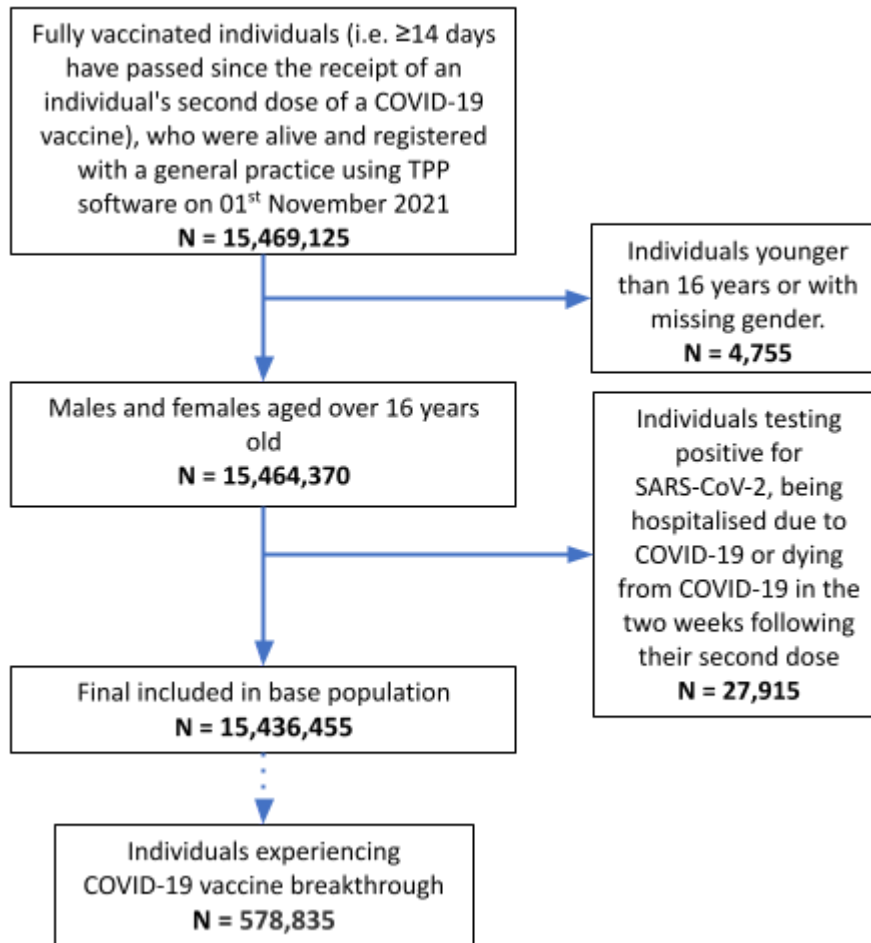 Fully vaccinated individuals (i.e. ≥14 days
have passed since the receipt of an
individual's second dose of a COVID-19
vaccine), who were alive and registered
with a general practice using TPP
software on 01st November 2021
N = 15,469,125
Individuals younger
than 16 years or with
missing gender.
N = 4,755
Males and females aged over 16 years
old
N = 15,464,370
Individuals testing
positive for
SARS-CoV-2, being
hospitalised due to
COVID-19 or dying
from COVID-19 in the
two weeks following
their second dose
N = 27,915
Final included in base population
N = 15,436,455
Individuals experiencing
COVID-19 vaccine breakthrough
N = 578,835